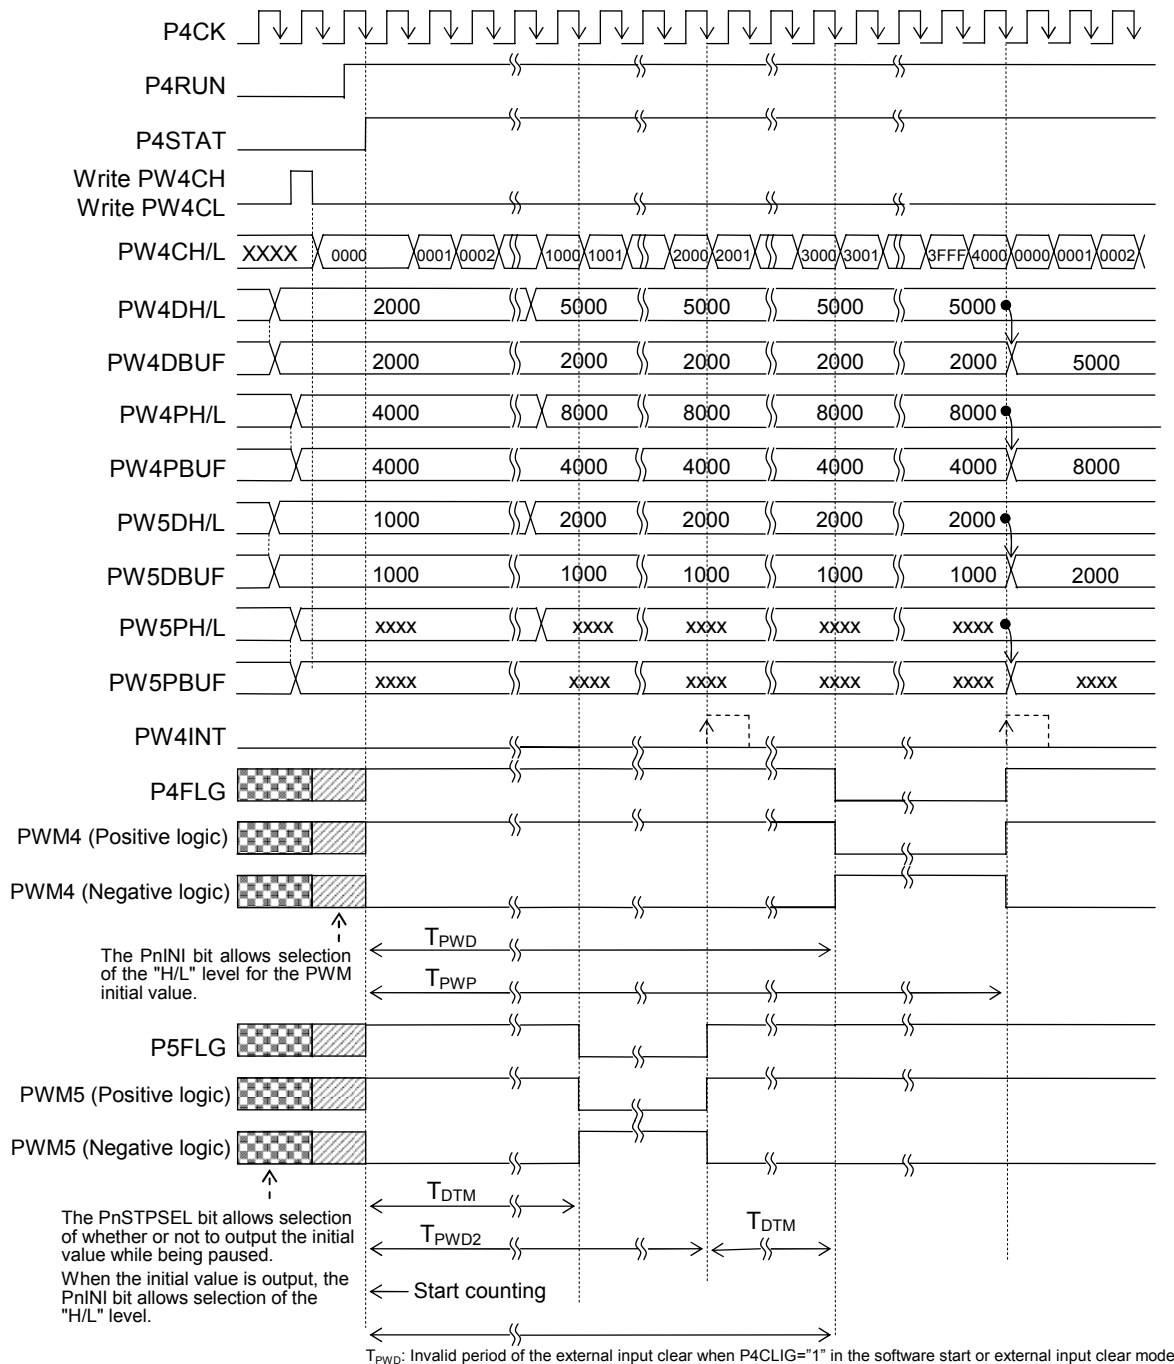 P4CK
P4RUN
P4STAT
Write PW4CH
Write PW4CL
PW4CH/L XXXX 0000 0001 0002 1000 1001 2000 2001 3000 3001 3FFF 4000 0000 0001 0002
PW4DH/L 2000 5000 5000 5000 5000
PW4DBUF 2000 2000 2000 2000 2000 5000
PW4PH/L 4000 8000 8000 8000 8000
PW4PBUF 4000 4000 4000 4000 4000 8000
PW5DH/L 1000 2000 2000 2000 2000
PW5DBUF 1000 1000 1000 1000 1000 2000
PW5PH/L xxxx xxxx xxxx xxxx xxxx
PW5PBUF xxxx xxxx xxxx xxxx xxxx xxxx
PW4INT
P4FLG
PWM4 (Positive logic)
PWM4 (Negative logic)
The PnINI bit allows selection
of the "H/L" level for the PWM
initial value.
TPWD
TPWP
P5FLG
PWM5 (Positive logic)
PWM5 (Negative logic)
The PnSTPSEL bit allows selection
of whether or not to output the initial
value while being paused.
When the initial value is output, the
PnINI bit allows selection of the
"H/L" level.
TDTM
TPWD2 TDTM
Start counting
TPWD: Invalid period of the external input clear when P4CLIG="1" in the software start or external input clear mode